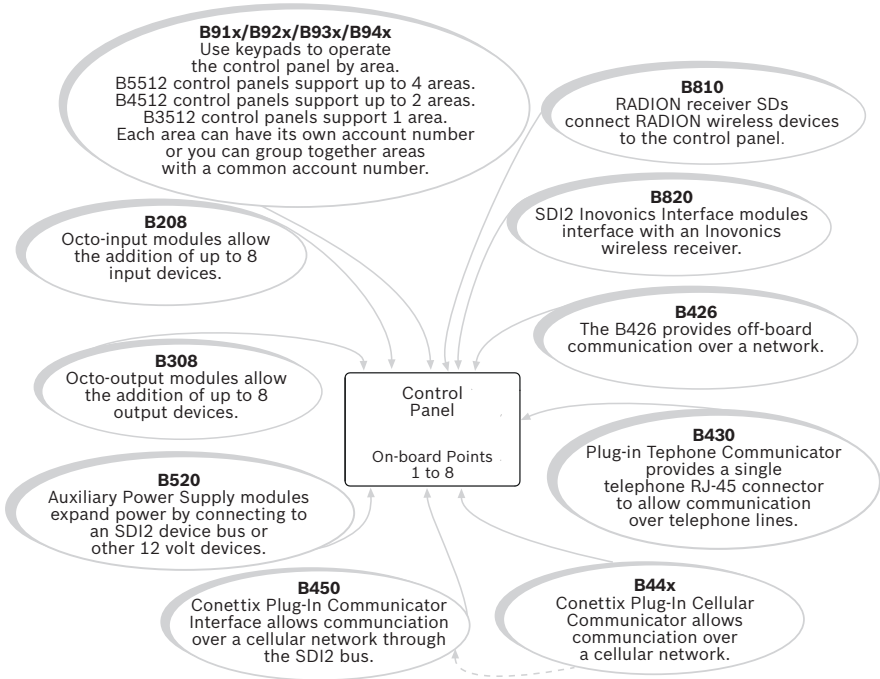 B91x/B92x/B93x/B94x
Use keypads to operate
the control panel by area.
B5512 control panels support up to 4 areas.
B4512 control panels support up to 2 areas.
B3512 control panels support 1 area.
Each area can have its own account number
or you can group together areas
with a common account number.
B810
RADION receiver SDs
connect RADION wireless devices
to the control panel.
B208
Octo-input modules allow
the addition of up to 8
input devices.
B820
SDI2 Inovonics Interface modules
interface with an Inovonics
wireless receiver.
B426
The B426 provides off-board
communication over a network.
B308
Octo-output modules allow
the addition of up to 8
output devices.
Control
Panel
On-board Points
1 to 8
B430
Plug-in Tephone Communicator
provides a single
telephone RJ-45 connector
to allow communication
over telephone lines.
B520
Auxiliary Power Supply modules
expand power by connecting to
an SDI2 device bus or
other 12 volt devices.
B450
Conettix Plug-In Communicator
Interface allows communciation
over a cellular network through
the SDI2 bus.
B44x
Conettix Plug-In Cellular
Communicator allows
communciation over
a cellular network.